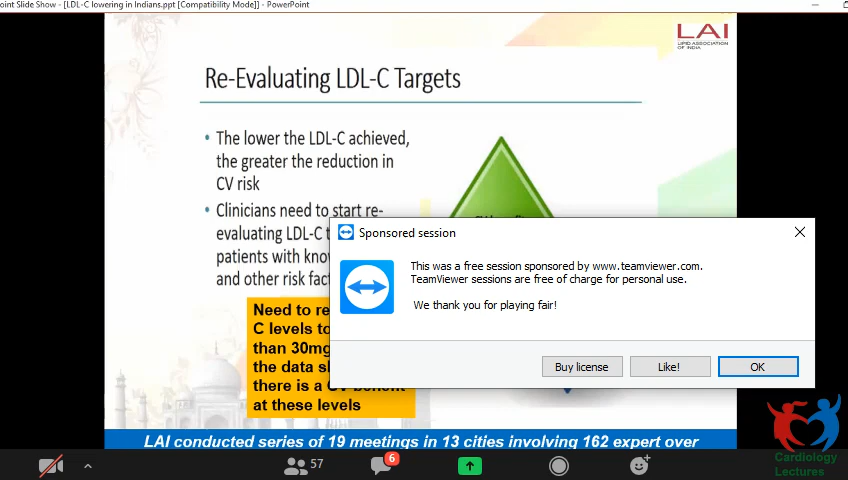 oint Slide Show - [LDL-C lowering in Indians.ppt [Compatibility Mode]] - PowerPoint
LAI
LIPID ASSOCIATION
OF INDIA
Re-Evaluating LDL-C Targets
• The lower the LDL-C achieved,
the greater the reduction in
CV risk
• Clinicians need to start re-
evaluating LDL-C
patients with
and other risk
Need to
C levels to
than 30mg
the data
there is a CV benefit
at these levels
Sponsored session
This was a free session sponsored by www.teamviewer.com.
TeamViewer sessions are free of charge for personal use.
We thank you for playing fair!
Buy license
Like!
OK
LAI conducted series of 19 meetings in 13 cities involving 162 expert over
57
6
Cardiology
Lectures